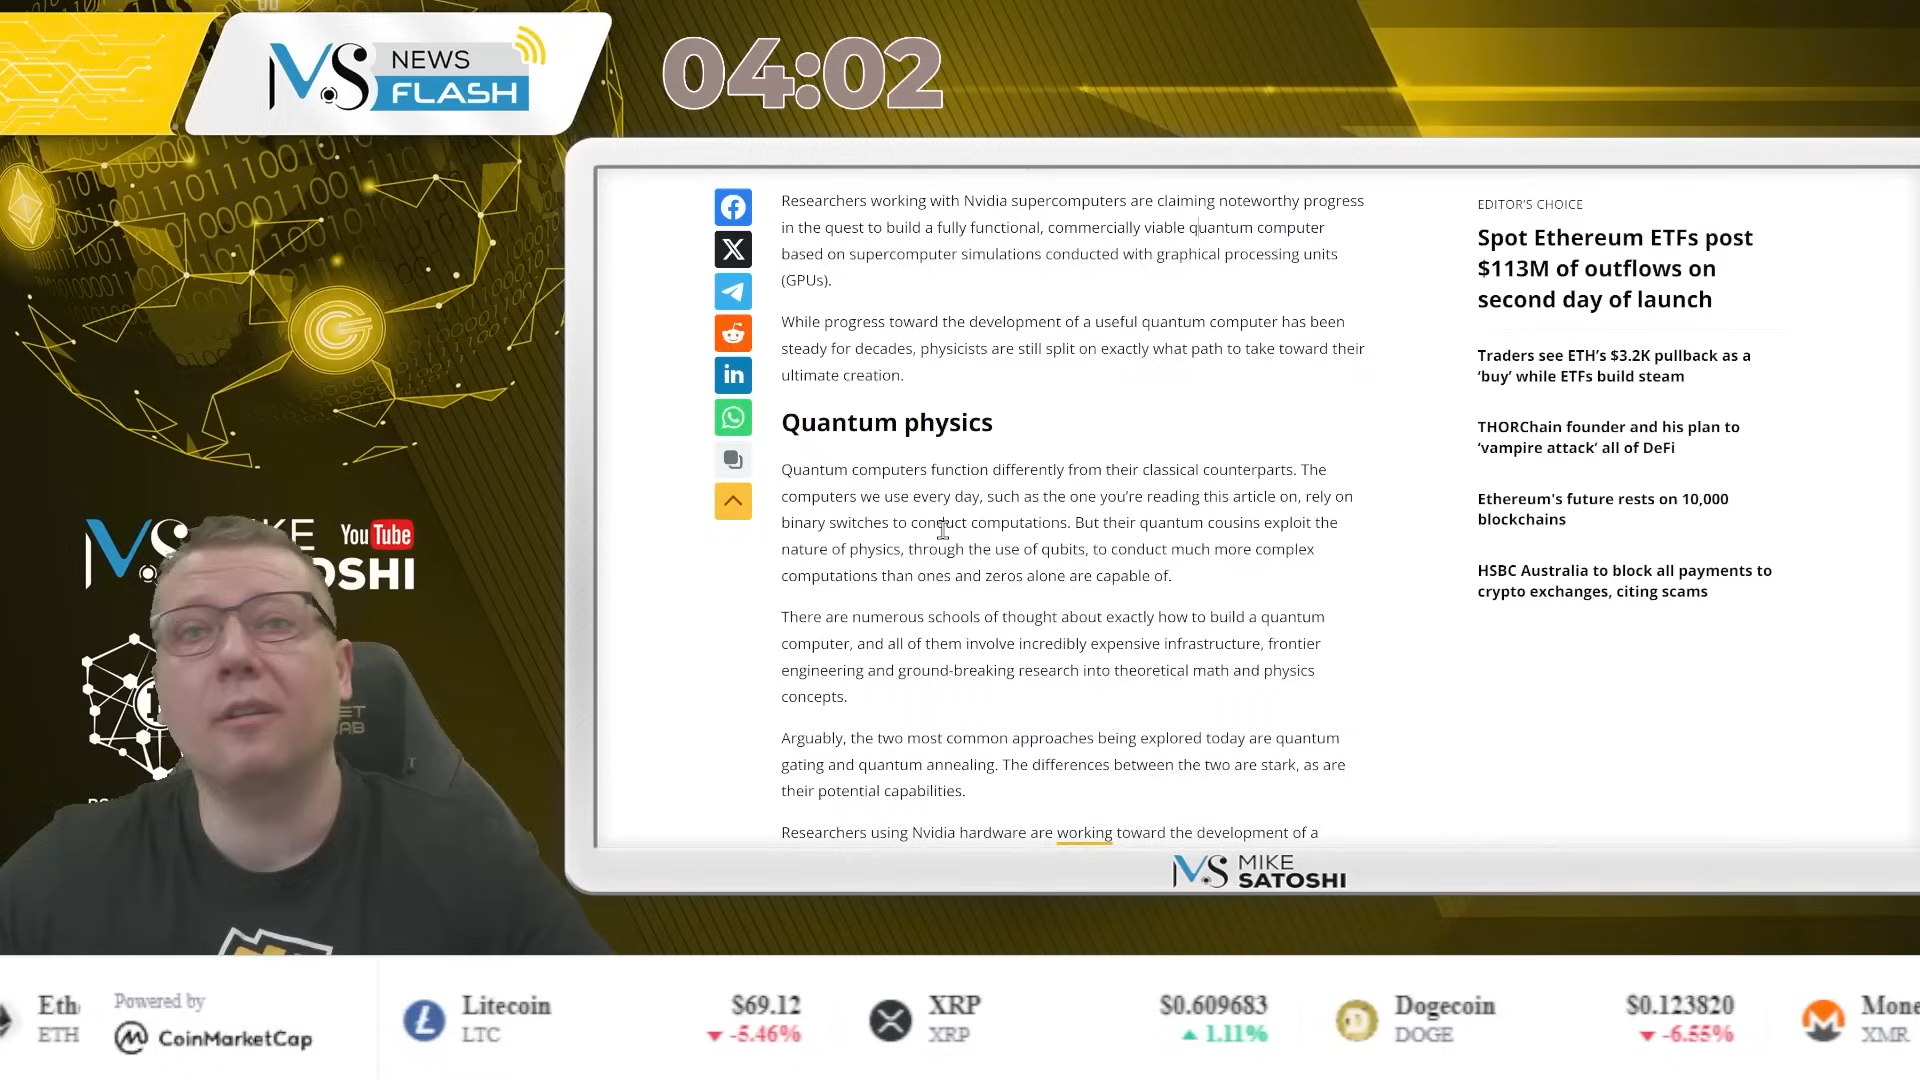 MS NEWS
FLASH
04:02
Researchers working with Nvidia supercomputers are claiming noteworthy progress
in the quest to build a fully functional, commercially viable quantum computer
based on supercomputer simulations conducted with graphical processing units
(GPUs).
While progress toward the development of a useful quantum computer has been
steady for decades, physicists are still split on exactly what path to take toward their
ultimate creation.
Quantum physics
Quantum computers function differently from their classical counterparts. The
computers we use every day, such as the one you’re reading this article on, rely on
binary switches to conduct computations. But their quantum cousins exploit the
nature of physics, through the use of qubits, to conduct much more complex
computations than ones and zeros alone are capable of.
There are numerous schools of thought about exactly how to build a quantum
computer, and all of them involve incredibly expensive infrastructure, frontier
engineering and ground-breaking research into theoretical math and physics
concepts.
Arguably, the two most common approaches being explored today are quantum
gating and quantum annealing. The differences between the two are stark, as are
their potential capabilities.
Researchers using Nvidia hardware are working toward the development of a
EDITOR’S CHOICE
Spot Ethereum ETFs post
$113M of outflows on
second day of launch
Traders see ETH’s $3.2K pullback as a
‘buy’ while ETFs build steam
THORChain founder and his plan to
‘vampire attack’ all of DeFi
Ethereum's future rests on 10,000
blockchains
HSBC Australia to block all payments to
crypto exchanges, citing scams
YouTube
OSHI
MS MIKE
SATOSHI
Eth
ETH
Powered by
CoinMarketCap
Litecoin $69.12
LTC -5.46%
XRP $0.609683
XRP 1.11%
Dogecoin $0.123820
DOGE -6.55%
Mone
XMR